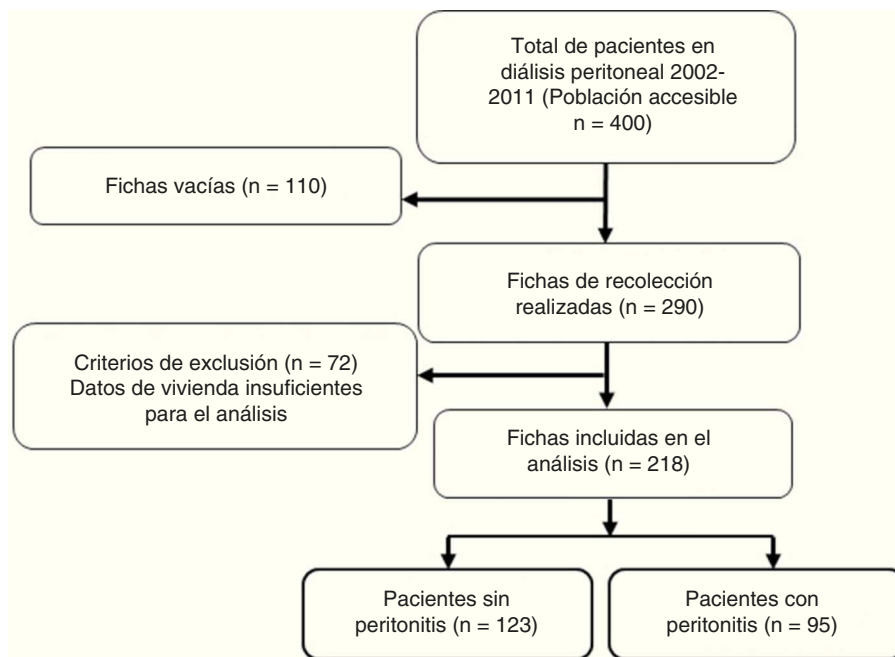 Total de pacientes en
diálisis peritoneal 2002-
2011 (Población accesible
n = 400)
Fichas vacías (n = 110)
Fichas de recolección
realizadas (n = 290)
Criterios de exclusión (n = 72)
Datos de vivienda insuficientes
para el análisis
Fichas incluidas en el
análisis (n = 218)
Pacientes sin
peritonitis (n = 123)
Pacientes con
peritonitis (n = 95)